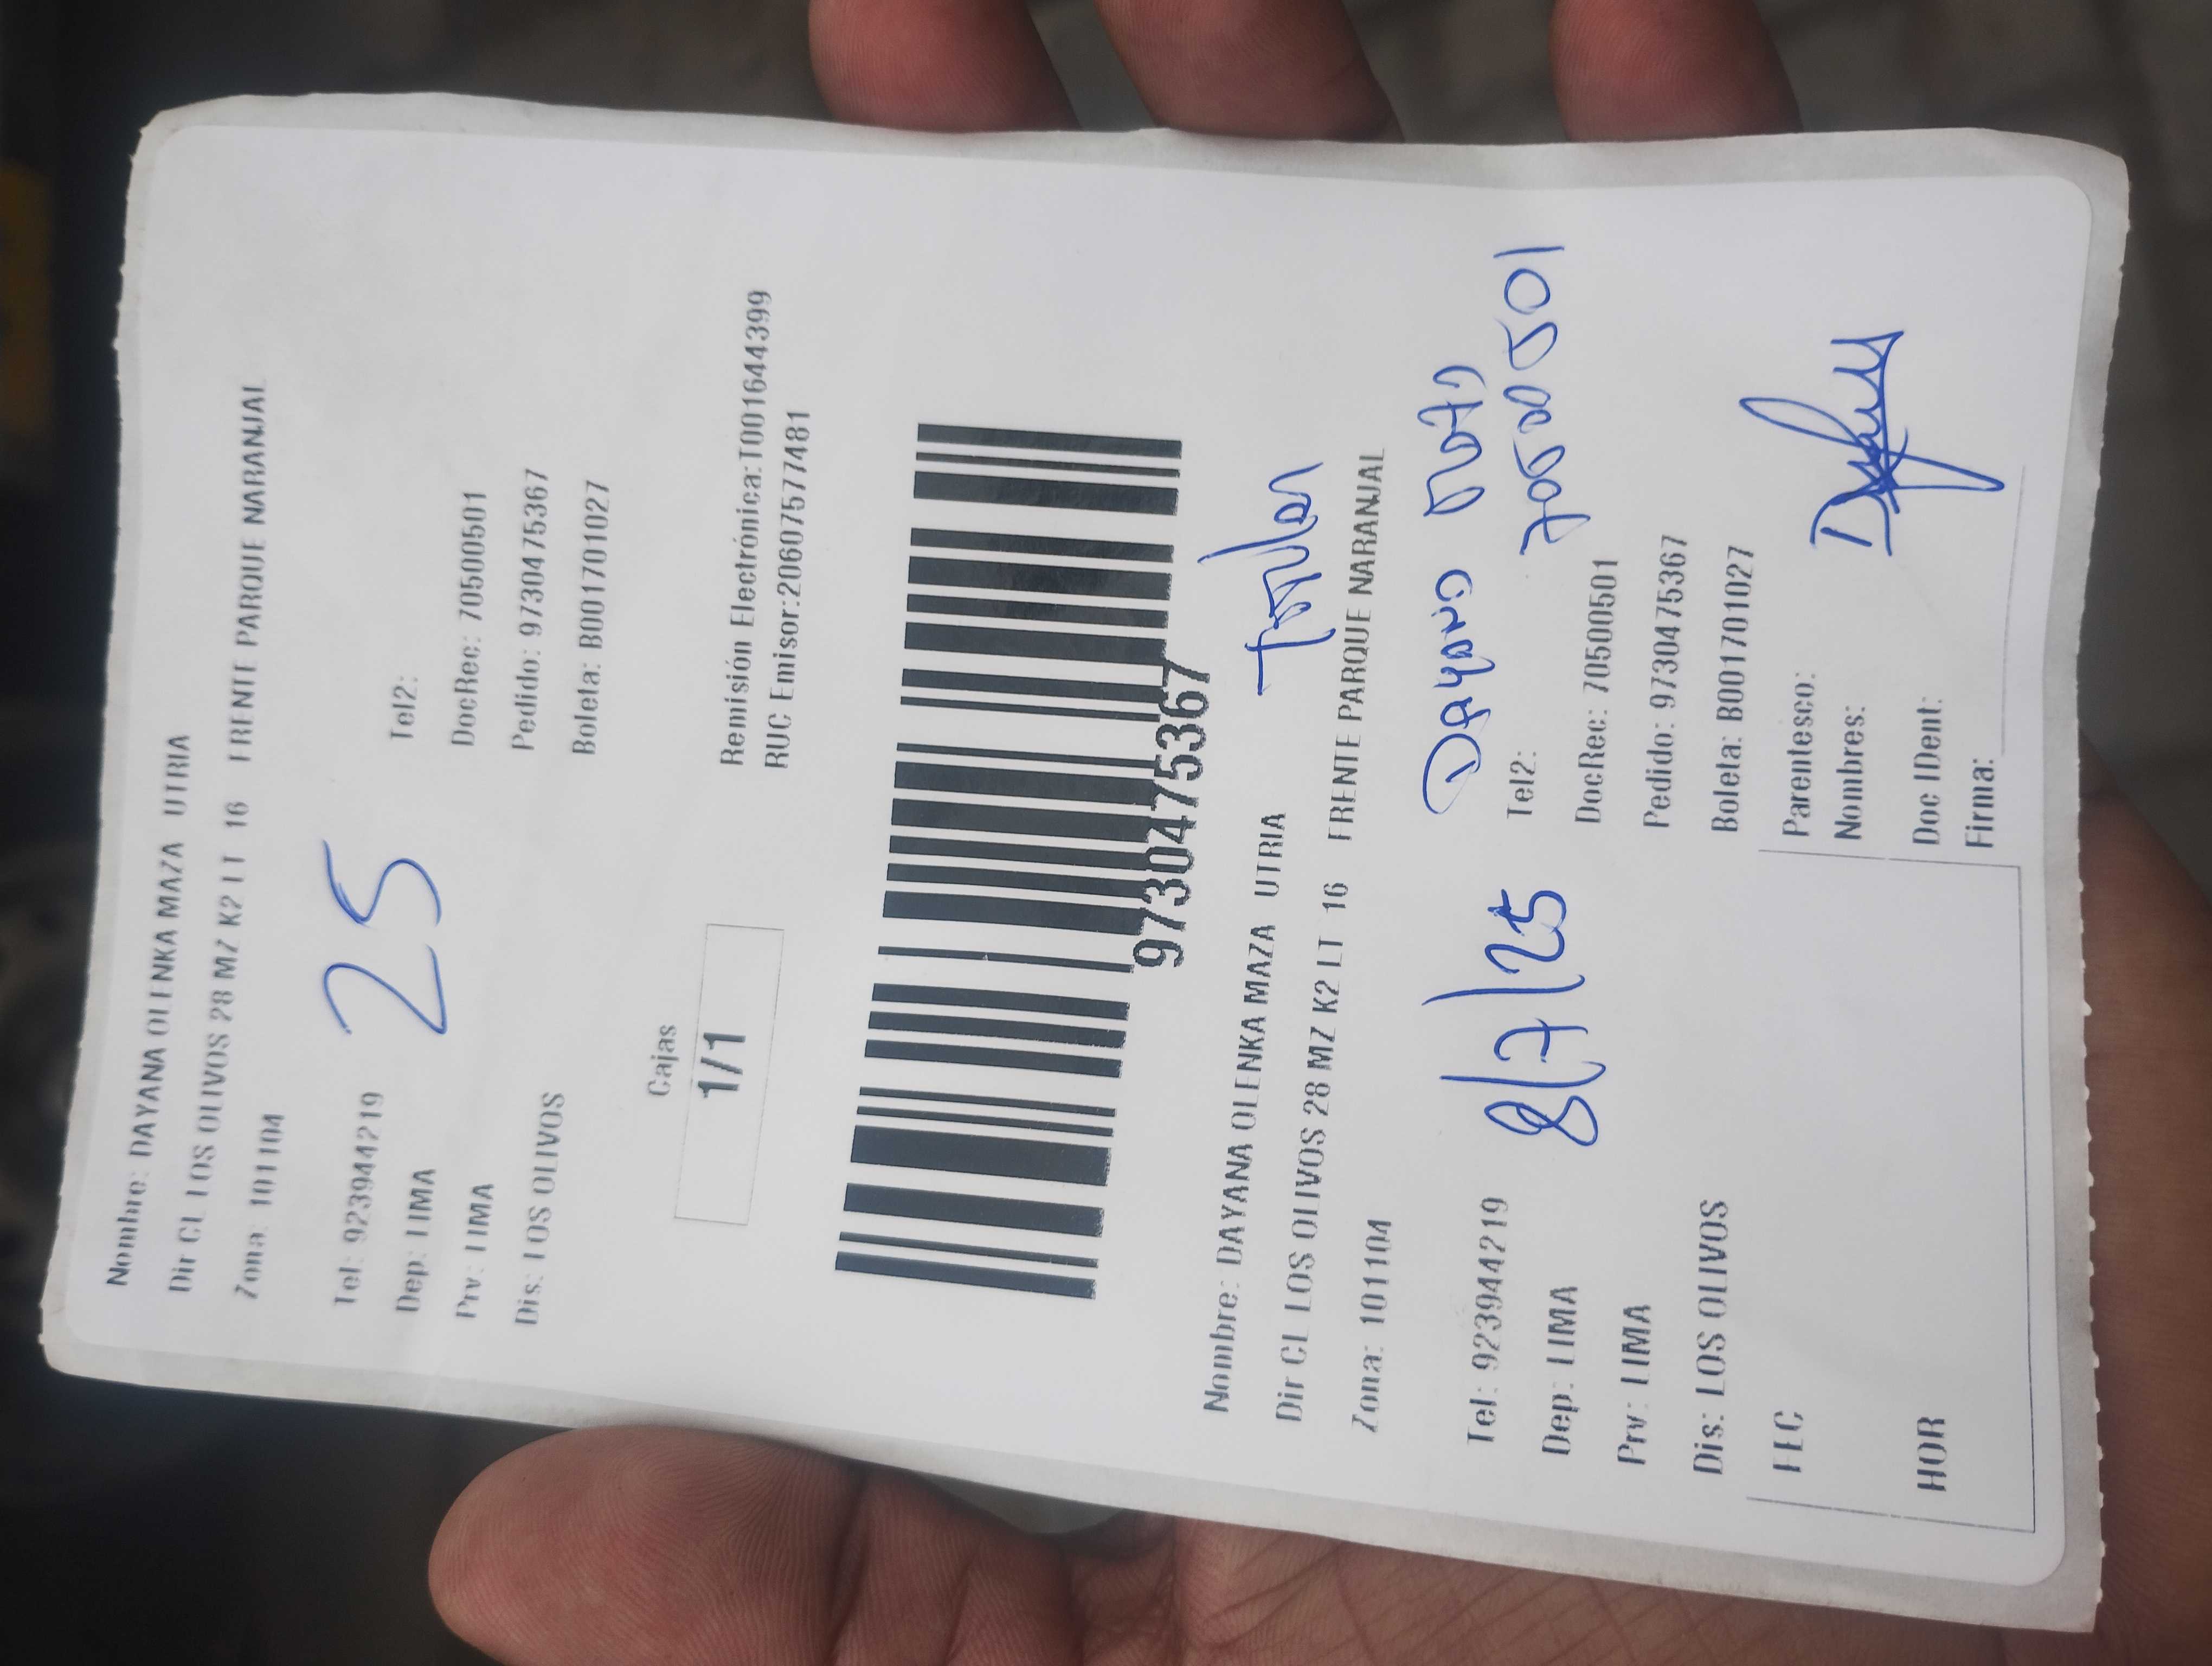 Nombre: DAYANA OLENKA MAZA UTRIA
Dir CL LOS OLIVOS 28 MZ K2 LT 16 FRENTE PARQUE NARANJAL
Zona: 101104
25
Tel: 923944219 Tel2:
Dep: LIMA DocRec: 70500501
Prv: LIMA Pedido: 97304475367
Dis: LOS OLIVOS Boleta: B001701027
Cajas
1/1
Remisión Electrónica:T001644399
RUC Emisor:20607577481
97304475367
Titular
Nombre: DAYANA OLENKA MAZA UTRIA
Dir CL LOS OLIVOS 28 MZ K2 LT 16 FRENTE PARQUE NARANJAL
Zona: 101104
Dayana Maza
8/7/25 70500501
Tel: 923944219 Tel2:
Dep: LIMA DocRec: 70500501
Prv: LIMA Pedido: 97304475367
Dis: LOS OLIVOS Boleta: B001701027
FEC Parentesco:
Nombres:
HOR Doc IDent:
Firma: